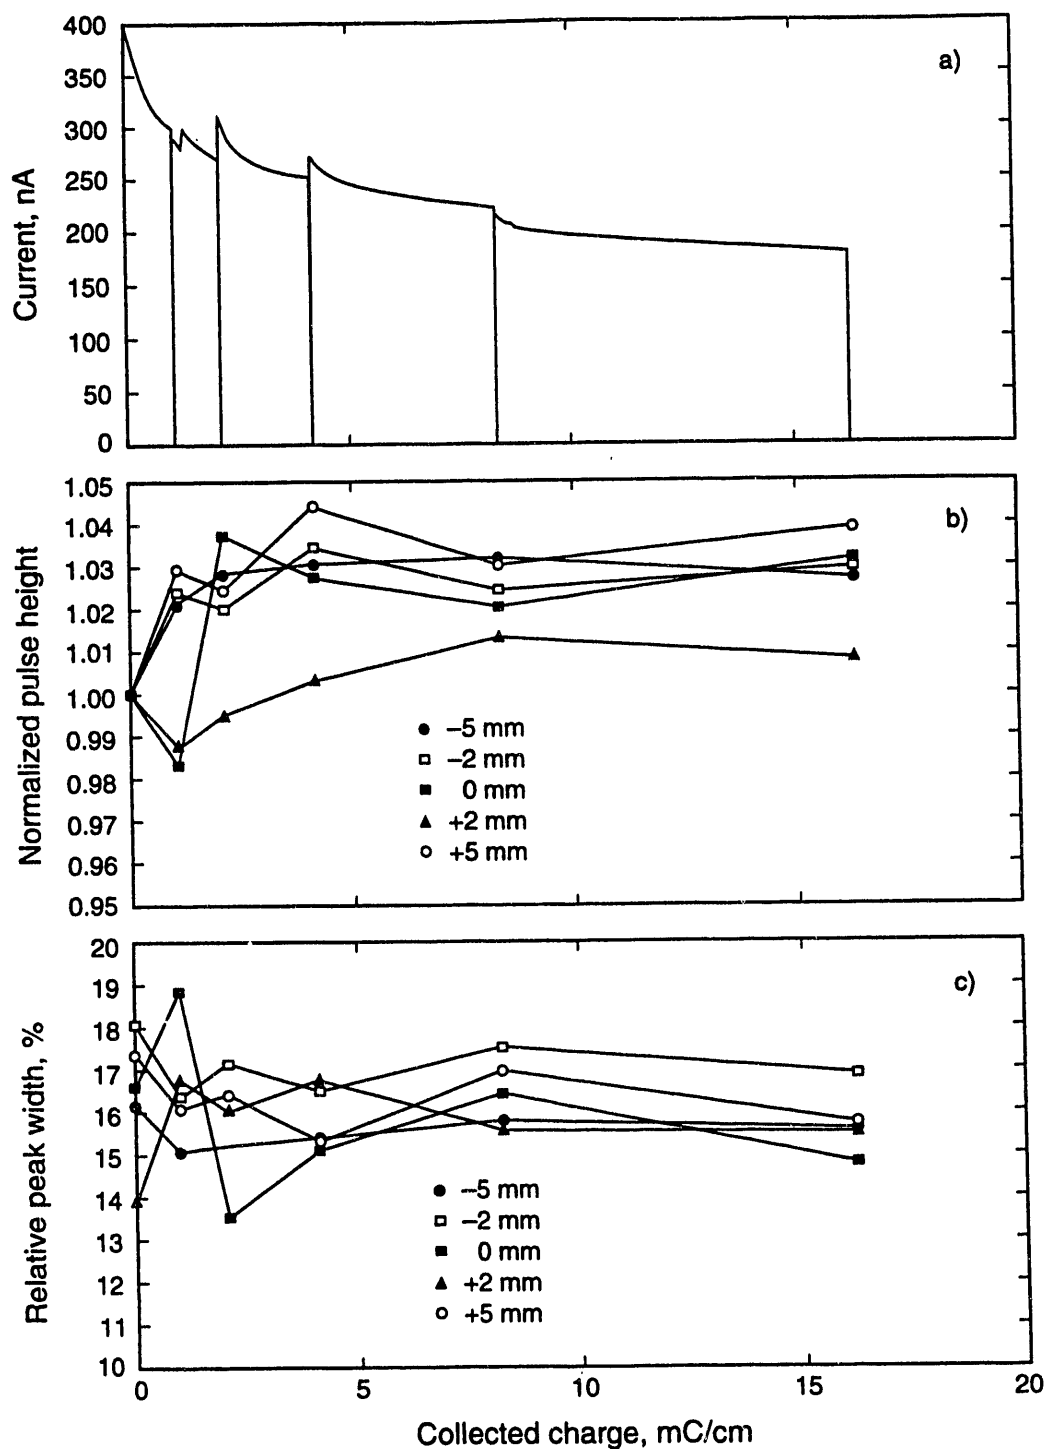 400
a)
350
300
250
200
150
100
50
0
Current, nA
1.05
b)
1.04
1.03
1.02
1.01
1.00
0.99
0.98
0.97
0.96
0.95
Normalized pulse height
–5 mm
–2 mm
0 mm
+2 mm
+5 mm
20
c)
19
18
17
16
15
14
13
12
11
10
Relative peak width, %
–5 mm
–2 mm
0 mm
+2 mm
+5 mm
0 5 10 15 20
Collected charge, mC/cm